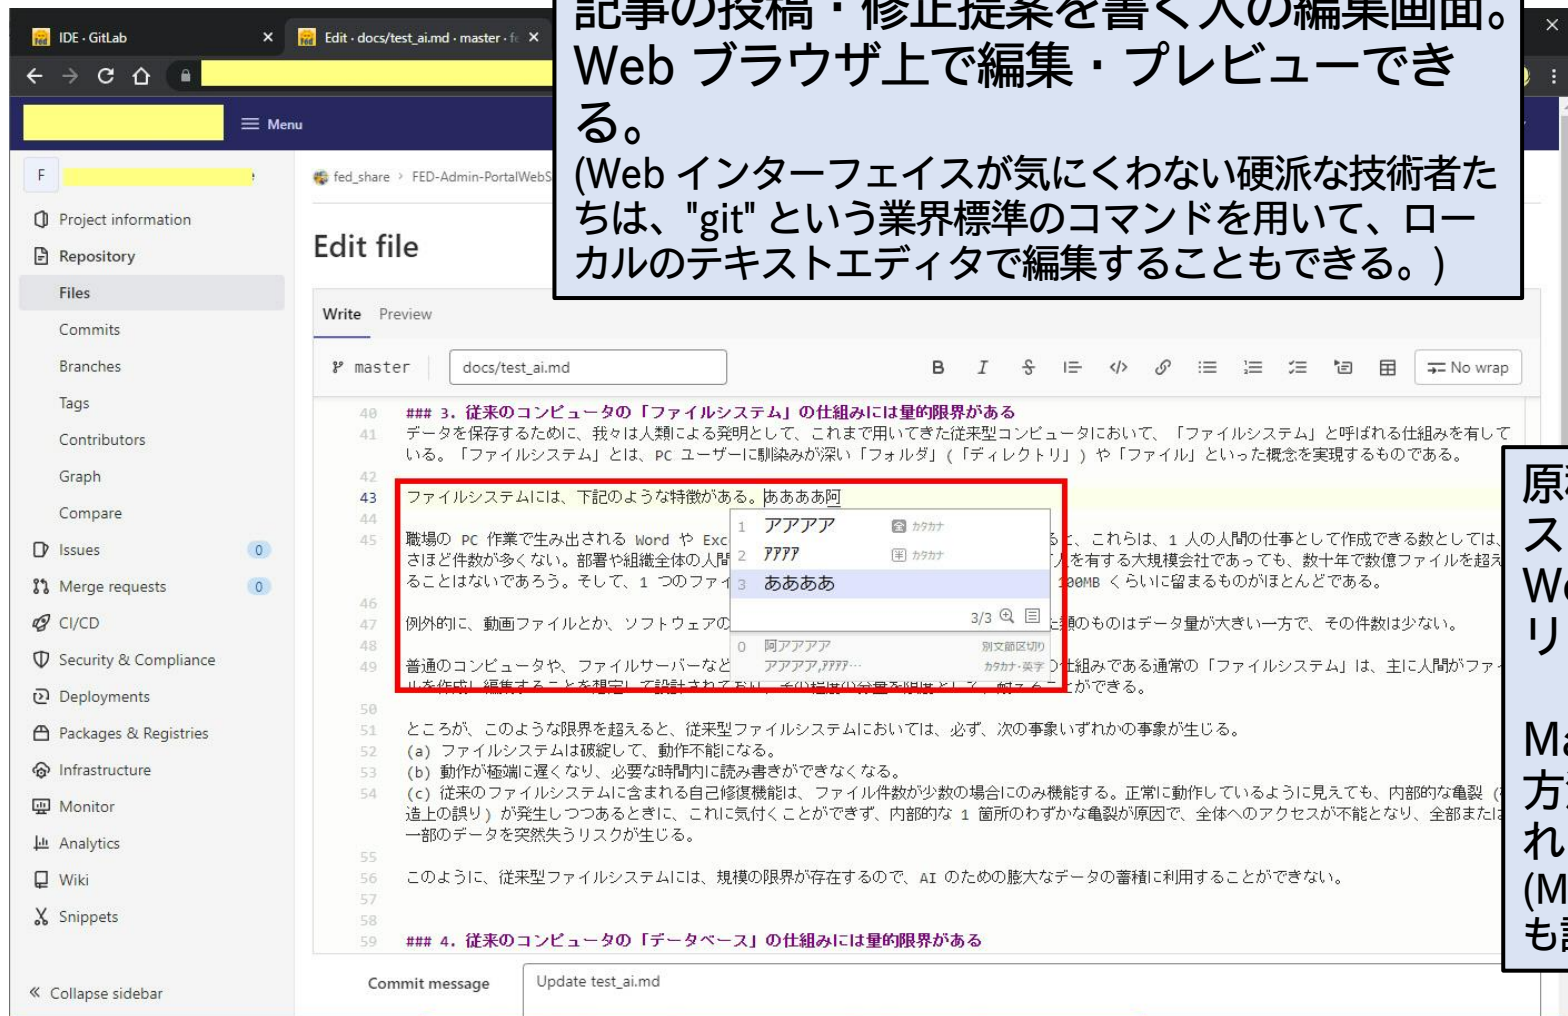 IDE · GitLab
Edit · docs/test_ai.md · master · fe
記事の投稿・修正提案を書く人の編集画面。
Web ブラウザ上で編集・プレビューでき
る。
(Web インターフェイスが気にくわない硬派な技術者た
ちは、"git" という業界標準のコマンドを用いて、ロー
カルのテキストエディタで編集することもできる。)
Menu
F
fed_share › FED-Admin-PortalWebS
Project information
Repository
Files
Commits
Branches
Tags
Contributors
Graph
Compare
Issues 0
Merge requests 0
CI/CD
Security & Compliance
Deployments
Packages & Registries
Infrastructure
Monitor
Analytics
Wiki
Snippets
Collapse sidebar
Edit file
Write Preview
master docs/test_ai.md B I S No wrap
40 ### 3. 従来のコンピュータの「ファイルシステム」の仕組みには量的限界がある
41 データを保存するために、我々は人類による発明として、これまで用いてきた従来型コンピュータにおいて、「ファイルシステム」と呼ばれる仕組みを有して
いる。「ファイルシステム」とは、PC ユーザーに馴染みが深い「フォルダ」(「ディレクトリ」) や「ファイル」といった概念を実現するものである。
42
43 ファイルシステムには、下記のような特徴がある。ああああ阿
44
45 職場の PC 作業で生み出される Word や Exc と、これらは、1 人の人間の仕事として作成できる数としては、
さほど件数が多くない。部署や組織全体の人間 人を有する大規模会社であっても、数十年で数億ファイルを超え
ることはないであろう。そして、1 つのファイ 100MB くらいに留まるものがほとんどである。
46
47 例外的に、動画ファイルとか、ソフトウェアの 類のものはデータ量が大きい一方で、その件数は少ない。
48
49 普通のコンピュータや、ファイルサーバーなど の仕組みである通常の「ファイルシステム」は、主に人間がファイ
ルを作成し編集することを想定して設計されており、その程度の分量を限度として、耐えることができる。
50
51 ところが、このような限界を超えると、従来型ファイルシステムにおいては、必ず、次の事象いずれかの事象が生じる。
52 (a) ファイルシステムは破綻して、動作不能になる。
53 (b) 動作が極端に遅くなり、必要な時間内に読み書きができなくなる。
54 (c) 従来のファイルシステムに含まれる自己修復機能は、ファイル件数が少数の場合にのみ機能する。正常に動作しているように見えても、内部的な亀裂 (
造上の誤り) が発生しつつあるときに、これに気付くことができず、内部的な 1 箇所のわずかな亀裂が原因で、全体へのアクセスが不能となり、全部または
一部のデータを突然失うリスクが生じる。
55
56 このように、従来型ファイルシステムには、規模の限界が存在するので、AI のための膨大なデータの蓄積に利用することができない。
57
58
59 ### 4. 従来のコンピュータの「データベース」の仕組みには量的限界がある
1 アアアア 全 カタカナ
2 ｱｱｱｱ 半 カタカナ
3 ああああ
3/3
0 阿アアアア 別文節区切り
アアアア,ｱｱｱｱ… カタカナ・英字
Commit message Update test_ai.md
原
ス
We
リ
Ma
方
れ
(M
も